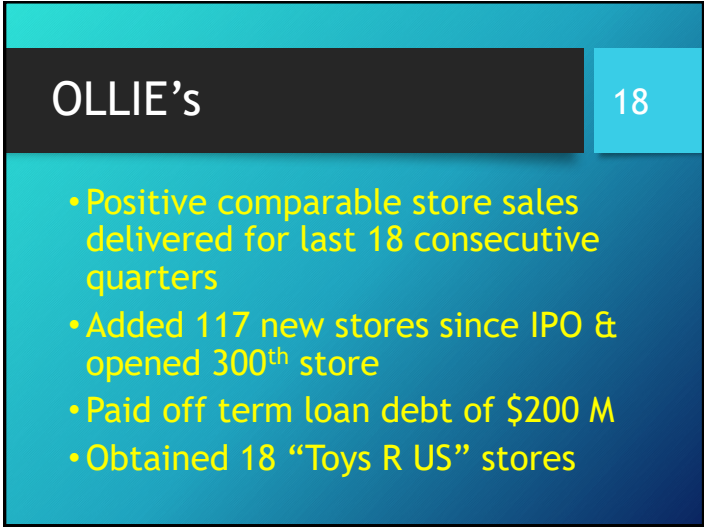 OLLIE’s
18
• Positive comparable store sales
delivered for last 18 consecutive
quarters
• Added 117 new stores since IPO &
opened 300th store
• Paid off term loan debt of $200 M
• Obtained 18 “Toys R US” stores